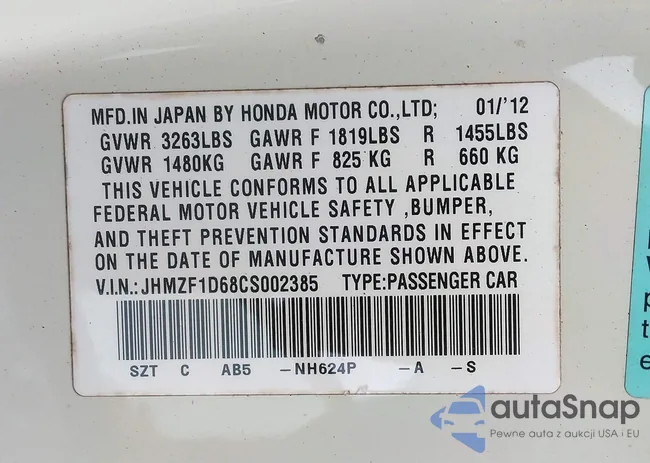 MFD.IN JAPAN BY HONDA MOTOR CO.,LTD; 01/'12
GVWR 3263LBS GAWR F 1819LBS R 1455LBS
GVWR 1480KG GAWR F 825 KG R 660 KG
THIS VEHICLE CONFORMS TO ALL APPLICABLE
FEDERAL MOTOR VEHICLE SAFETY ,BUMPER,
AND THEFT PREVENTION STANDARDS IN EFFECT
ON THE DATE OF MANUFACTURE SHOWN ABOVE.
V.I.N.:JHMZF1D68CS002385 TYPE:PASSENGER CAR
SZT C AB5 -NH624P -A -S
autaSnap
Pewne auta z aukcji USA i EU